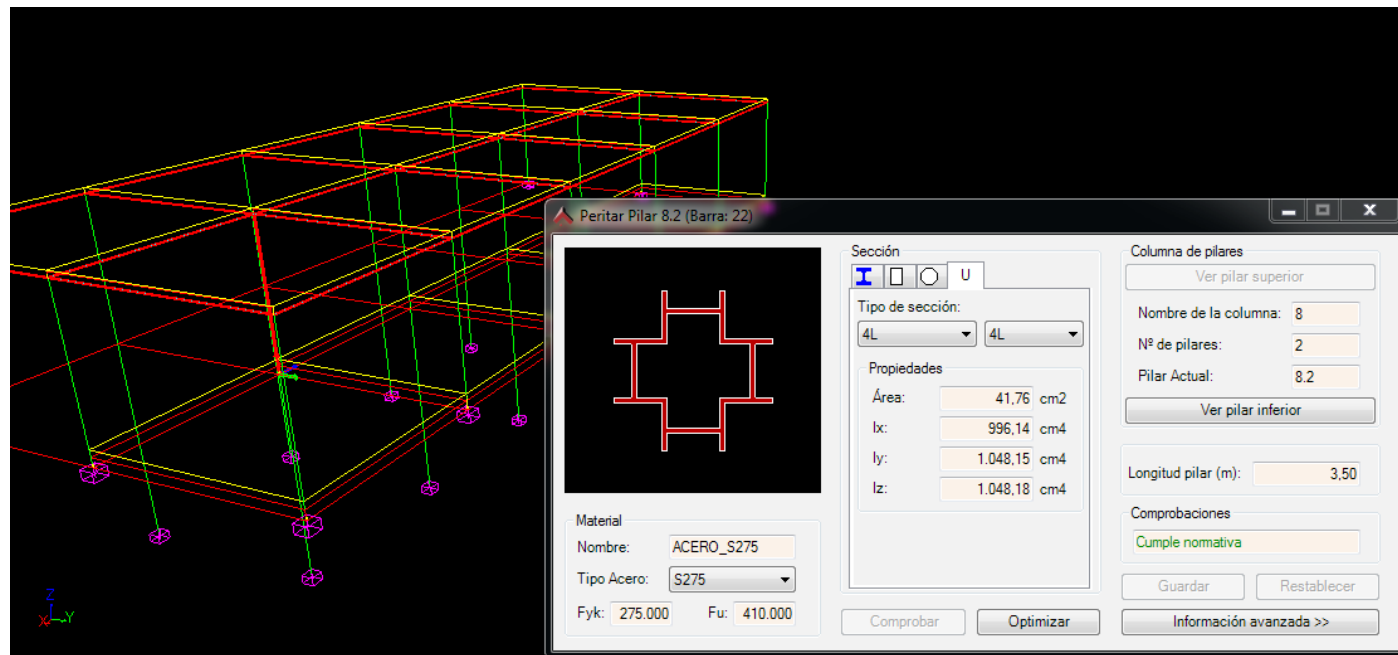 Peritar Pilar 8.2 (Barra: 22)
Sección
U
Tipo de sección:
4L 4L
Propiedades
Área: 41,76 cm2
Ix: 996,14 cm4
Iy: 1.048,15 cm4
Iz: 1.048,18 cm4
Columna de pilares
Ver pilar superior
Nombre de la columna: 8
Nº de pilares: 2
Pilar Actual: 8.2
Ver pilar inferior
Longitud pilar (m): 3,50
Comprobaciones
Cumple normativa
Material
Nombre: ACERO_S275
Tipo Acero: S275
Fyk: 275.000 Fu: 410.000
Comprobar Optimizar
Guardar Restablecer
Información avanzada >>
Z
X Y